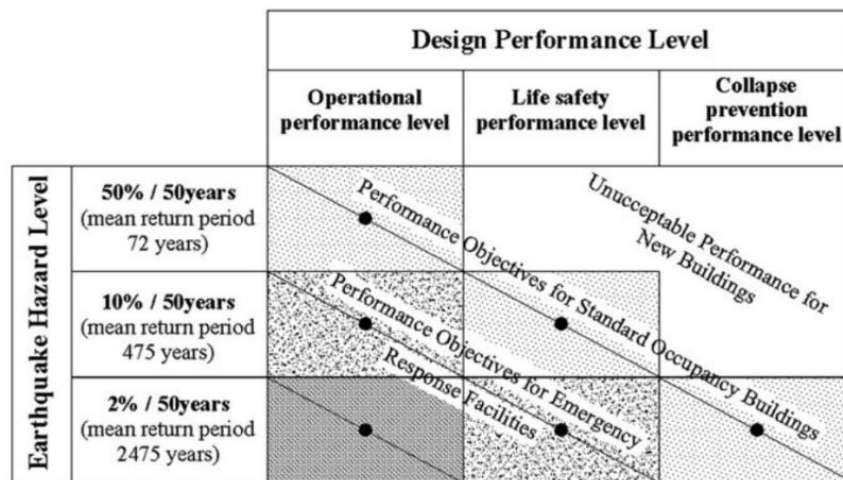 Design Performance Level
Operational
performance level
Life safety
performance level
Collapse
prevention
performance level
Earthquake Hazard Level
50% / 50years
(mean return period
72 years)
10% / 50years
(mean return period
475 years)
2% / 50years
(mean return period
2475 years)
Performance Objectives for Standard Occupancy Buildings
Unucceptable Performance for
New Buildings
Performance Objectives for Emergency
Response Facilities